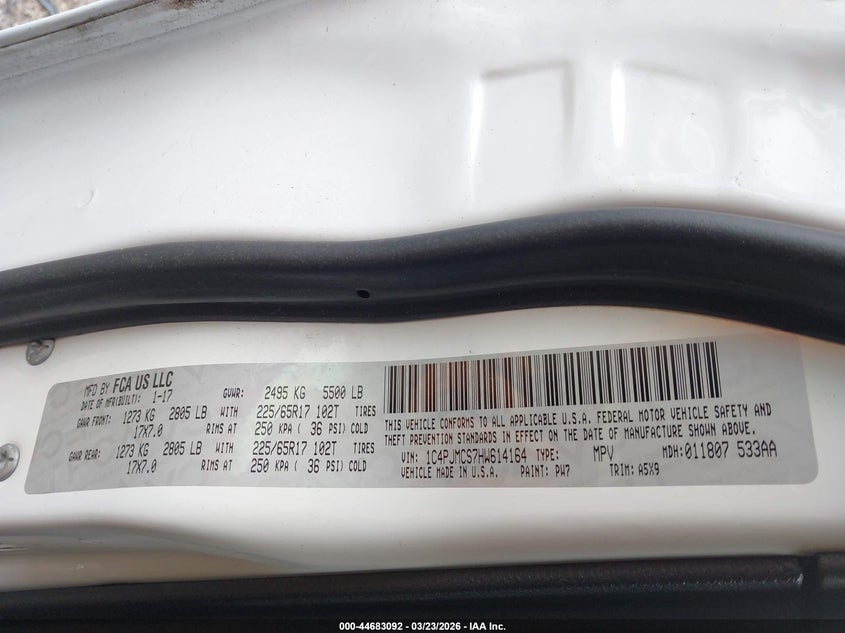 MFD BY FCA US LLC
DATE OF MFR(BUILT): 1-17 GVWR: 2495 KG 5500 LB
GAWR FRONT: 1273 KG 2805 LB WITH 225/65R17 102T TIRES
17X7.0 RIMS AT 250 KPA ( 36 PSI) COLD
GAWR REAR: 1273 KG 2805 LB WITH 225/65R17 102T TIRES
17X7.0 RIMS AT 250 KPA ( 36 PSI) COLD
THIS VEHICLE CONFORMS TO ALL APPLICABLE U.S.A. FEDERAL MOTOR VEHICLE SAFETY AND
THEFT PREVENTION STANDARDS IN EFFECT ON THE DATE OF MANUFACTURE SHOWN ABOVE.
VIN: 1C4PJMCS7HW614164 TYPE: MPV MDH: 011807 533AA
VEHICLE MADE IN U.S.A. PAINT: PW7 TRIM: A5X9
000-44683092 - 03/23/2026 - IAA Inc.